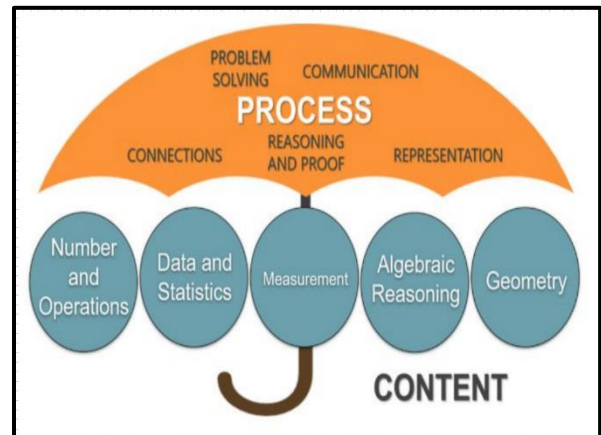 PROBLEM
SOLVING
COMMUNICATION
PROCESS
CONNECTIONS
REASONING
AND PROOF
REPRESENTATION
Number
and
Operations
Data and
Statistics
Measurement
Algebraic
Reasoning
Geometry
CONTENT